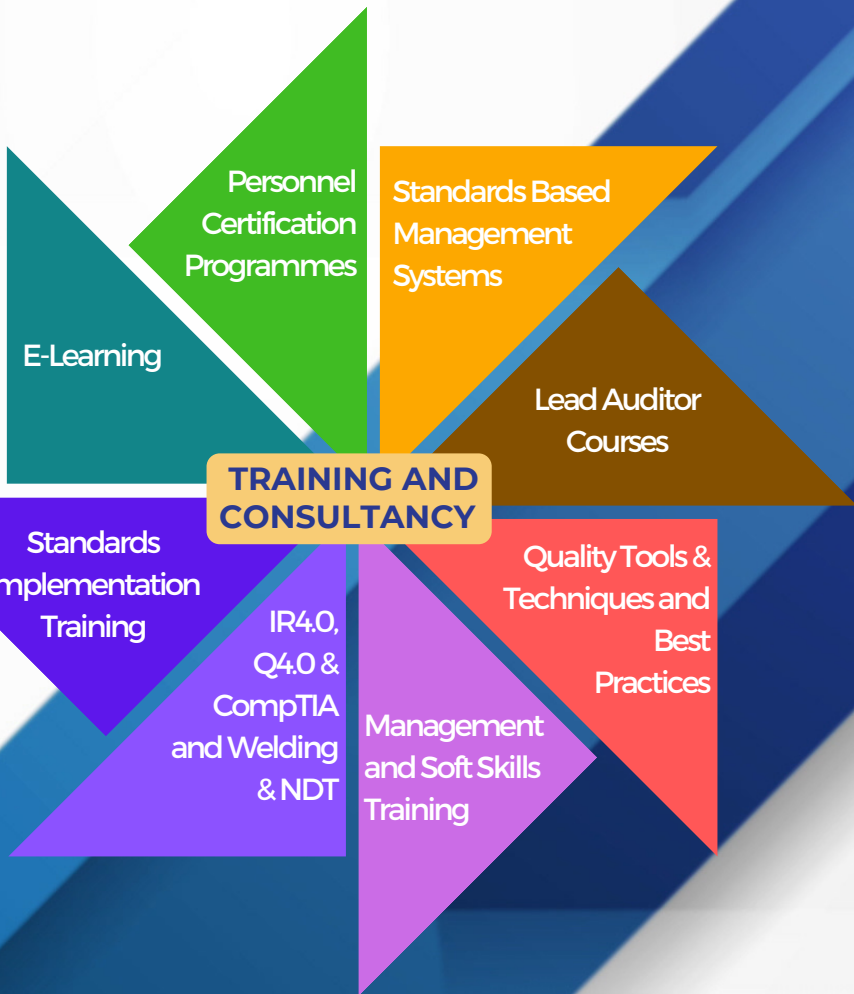 Personnel
Certification
Programmes
Standards Based
Management
Systems
E-Learning
Lead Auditor
Courses
TRAINING AND
CONSULTANCY
Standards
mplementation
Training
Quality Tools &
Techniques and
Best
Practices
IR4.0,
Q4.0 &
CompTIA
and Welding
& NDT
Management
and Soft Skills
Training